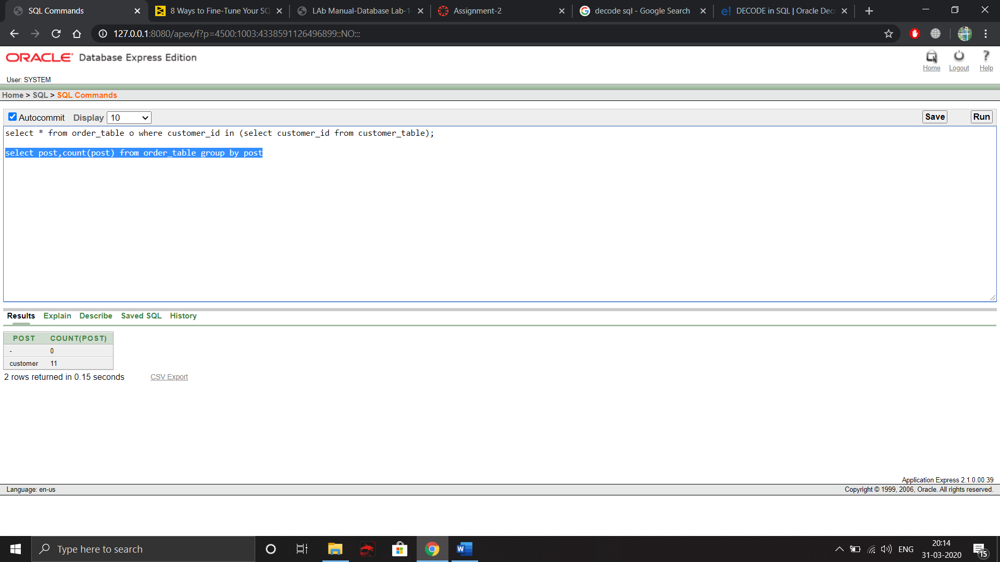 SQL Commands
8 Ways to Fine-Tune Your SQ
LAb Manual-Database Lab-1
Assignment-2
decode sql - Google Search
e! DECODE in SQL | Oracle Dec
127.0.0.1:8080/apex/f?p=4500:1003:4338591126496899::NO:::
ORACLE Database Express Edition
Home Logout Help
User: SYSTEM
Home > SQL > SQL Commands
Autocommit Display 10 Save Run
select * from order_table o where customer_id in (select customer_id from customer_table);
select post,count(post) from order_table group by post
Results Explain Describe Saved SQL History
POST COUNT(POST)
- 0
customer 11
2 rows returned in 0.15 seconds CSV Export
Application Express 2.1.0.00.39
Language: en-us Copyright © 1999, 2006, Oracle. All rights reserved.
Type here to search
ENG
20:14
31-03-2020
15